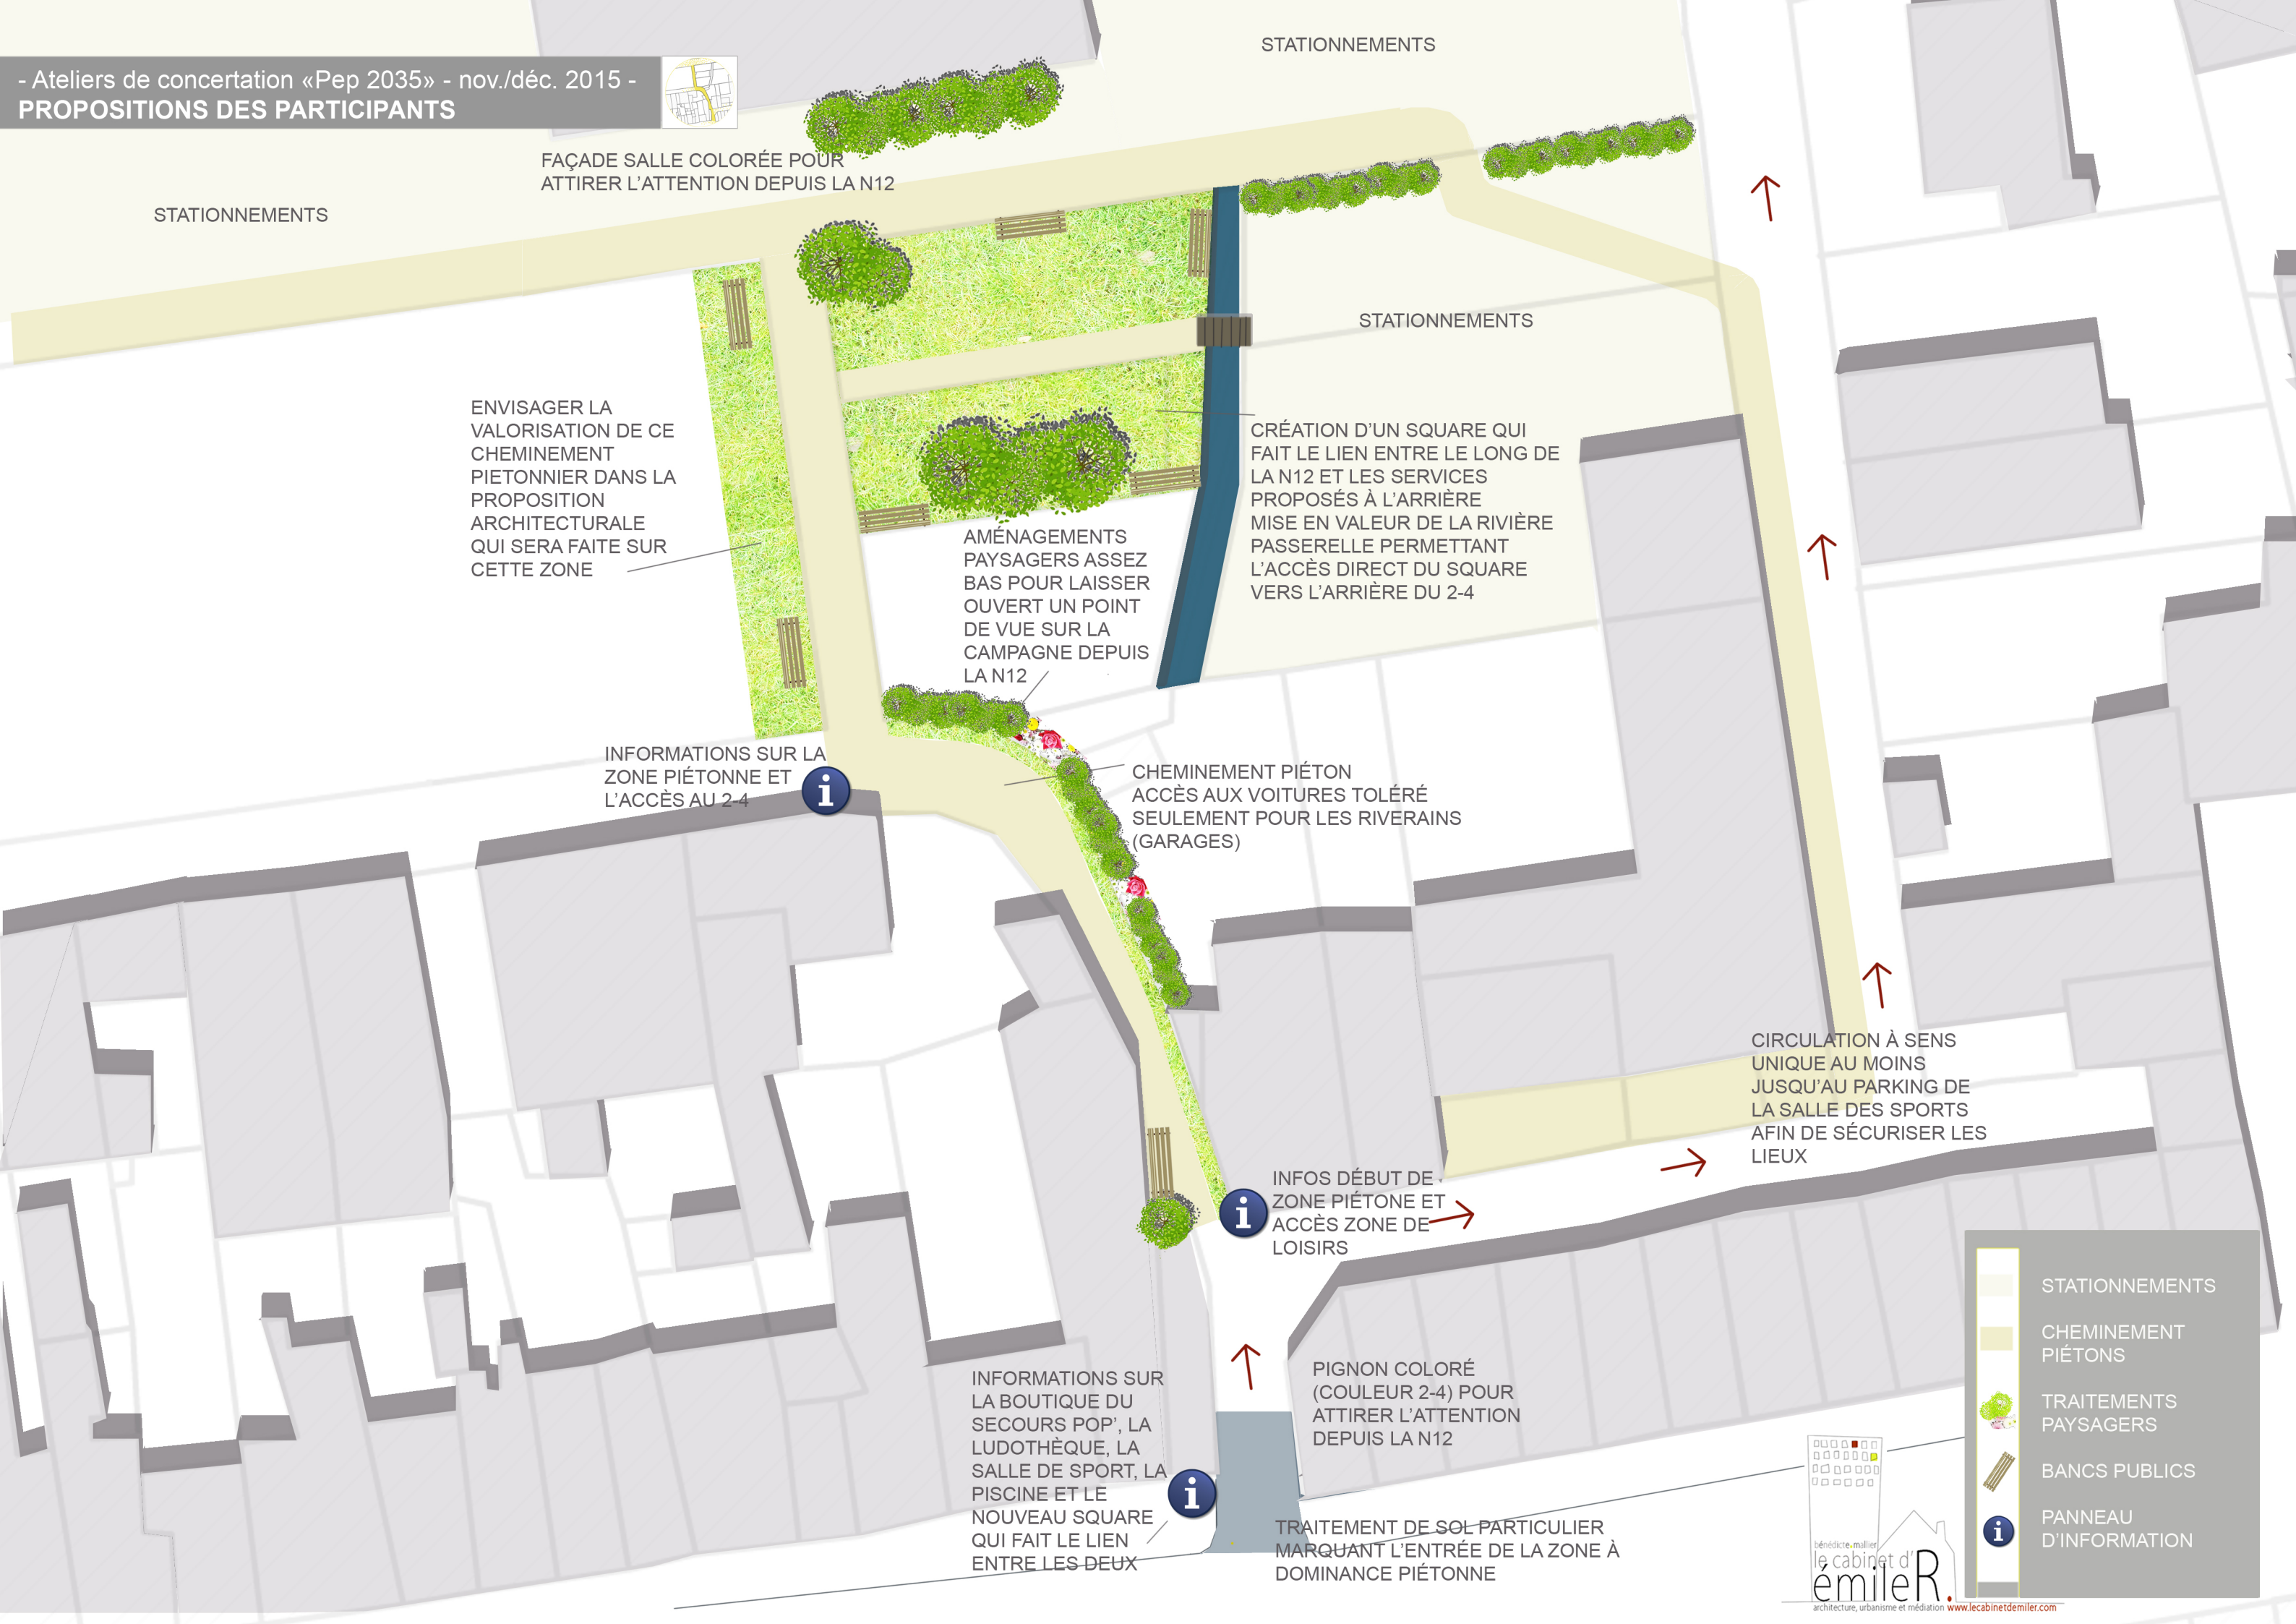 - Ateliers de concertation «Pep 2035» - nov./déc. 2015 -
PROPOSITIONS DES PARTICIPANTS
STATIONNEMENTS
FAÇADE SALLE COLORÉE POUR
ATTIRER L'ATTENTION DEPUIS LA N12
STATIONNEMENTS
STATIONNEMENTS
ENVISAGER LA
VALORISATION DE CE
CHEMINEMENT
PIETONNIER DANS LA
PROPOSITION
ARCHITECTURALE
QUI SERA FAITE SUR
CETTE ZONE
CRÉATION D'UN SQUARE QUI
FAIT LE LIEN ENTRE LE LONG DE
LA N12 ET LES SERVICES
PROPOSÉS À L'ARRIÈRE
MISE EN VALEUR DE LA RIVIÈRE
PASSERELLE PERMETTANT
L'ACCÈS DIRECT DU SQUARE
VERS L'ARRIÈRE DU 2-4
AMÉNAGEMENTS
PAYSAGERS ASSEZ
BAS POUR LAISSER
OUVERT UN POINT
DE VUE SUR LA
CAMPAGNE DEPUIS
LA N12
INFORMATIONS SUR LA
ZONE PIÉTONNE ET
L'ACCÈS AU 2-4
i
CHEMINEMENT PIÉTON
ACCÈS AUX VOITURES TOLÉRÉ
SEULEMENT POUR LES RIVERAINS
(GARAGES)
CIRCULATION À SENS
UNIQUE AU MOINS
JUSQU'AU PARKING DE
LA SALLE DES SPORTS
AFIN DE SÉCURISER LES
LIEUX
i
INFOS DÉBUT DE
ZONE PIÉTONE ET
ACCÈS ZONE DE
LOISIRS
INFORMATIONS SUR
LA BOUTIQUE DU
SECOURS POP', LA
LUDOTHÈQUE, LA
SALLE DE SPORT, LA
PISCINE ET LE
NOUVEAU SQUARE
QUI FAIT LE LIEN
ENTRE LES DEUX
i
PIGNON COLORÉ
(COULEUR 2-4) POUR
ATTIRER L'ATTENTION
DEPUIS LA N12
TRAITEMENT DE SOL PARTICULIER
MARQUANT L'ENTRÉE DE LA ZONE À
DOMINANCE PIÉTONNE
STATIONNEMENTS
CHEMINEMENT
PIÉTONS
TRAITEMENTS
PAYSAGERS
BANCS PUBLICS
i
PANNEAU
D'INFORMATION
bénédicte.mallier
le cabinet d'
émileR.
architecture, urbanisme et médiation www.lecabinetdemiler.com